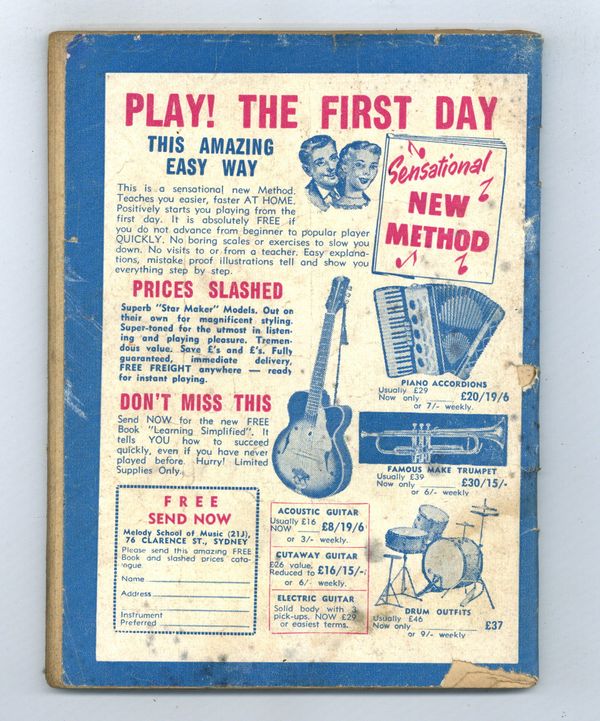 PLAY! THE FIRST DAY
THIS AMAZING
EASY WAY
This is a sensational new Method.
Teaches you easier, faster AT HOME.
Positively starts you playing from the
first day. It is absolutely FREE if
you do not advance from beginner to popular player
QUICKLY. No boring scales or exercises to slow you
down. No visits to or from a teacher. Easy explana-
tions, mistake proof illustrations tell and show you
everything step by step.
Sensational
NEW
METHOD
PRICES SLASHED
Superb "Star Maker" Models. Out on
their own for magnificent styling.
Super-toned for the utmost in listen-
ing and playing pleasure. Tremen-
dous value. Save £'s and £'s. Fully
guaranteed, immediate delivery,
FREE FREIGHT anywhere — ready
for instant playing.
DON'T MISS THIS
Send NOW for the new FREE
Book "Learning Simplified". It
tells YOU how to succeed
quickly, even if you have never
played before. Hurry! Limited
Supplies Only.
PIANO ACCORDIONS
Usually £29
Now only ...... £20/19/6
or 7/- weekly.
FAMOUS MAKE TRUMPET
Usually £39
Now only ...... £30/15/-
or 6/- weekly
FREE
SEND NOW
Melody School of Music (21J),
76 CLARENCE ST., SYDNEY
Please send this amazing FREE
Book and slashed prices cata-
ogue
Name
Address
Instrument
Preferred
ACOUSTIC GUITAR
Usually £16
NOW £8/19/6
or 3/- weekly.
CUTAWAY GUITAR
£26 value.
Reduced to £16/15/-
or 6/- weekly.
ELECTRIC GUITAR
Solid body with 3
pick-ups. NOW £29
or easiest terms.
DRUM OUTFITS
Usually £46
Now only ...... £37
or 9/- weekly